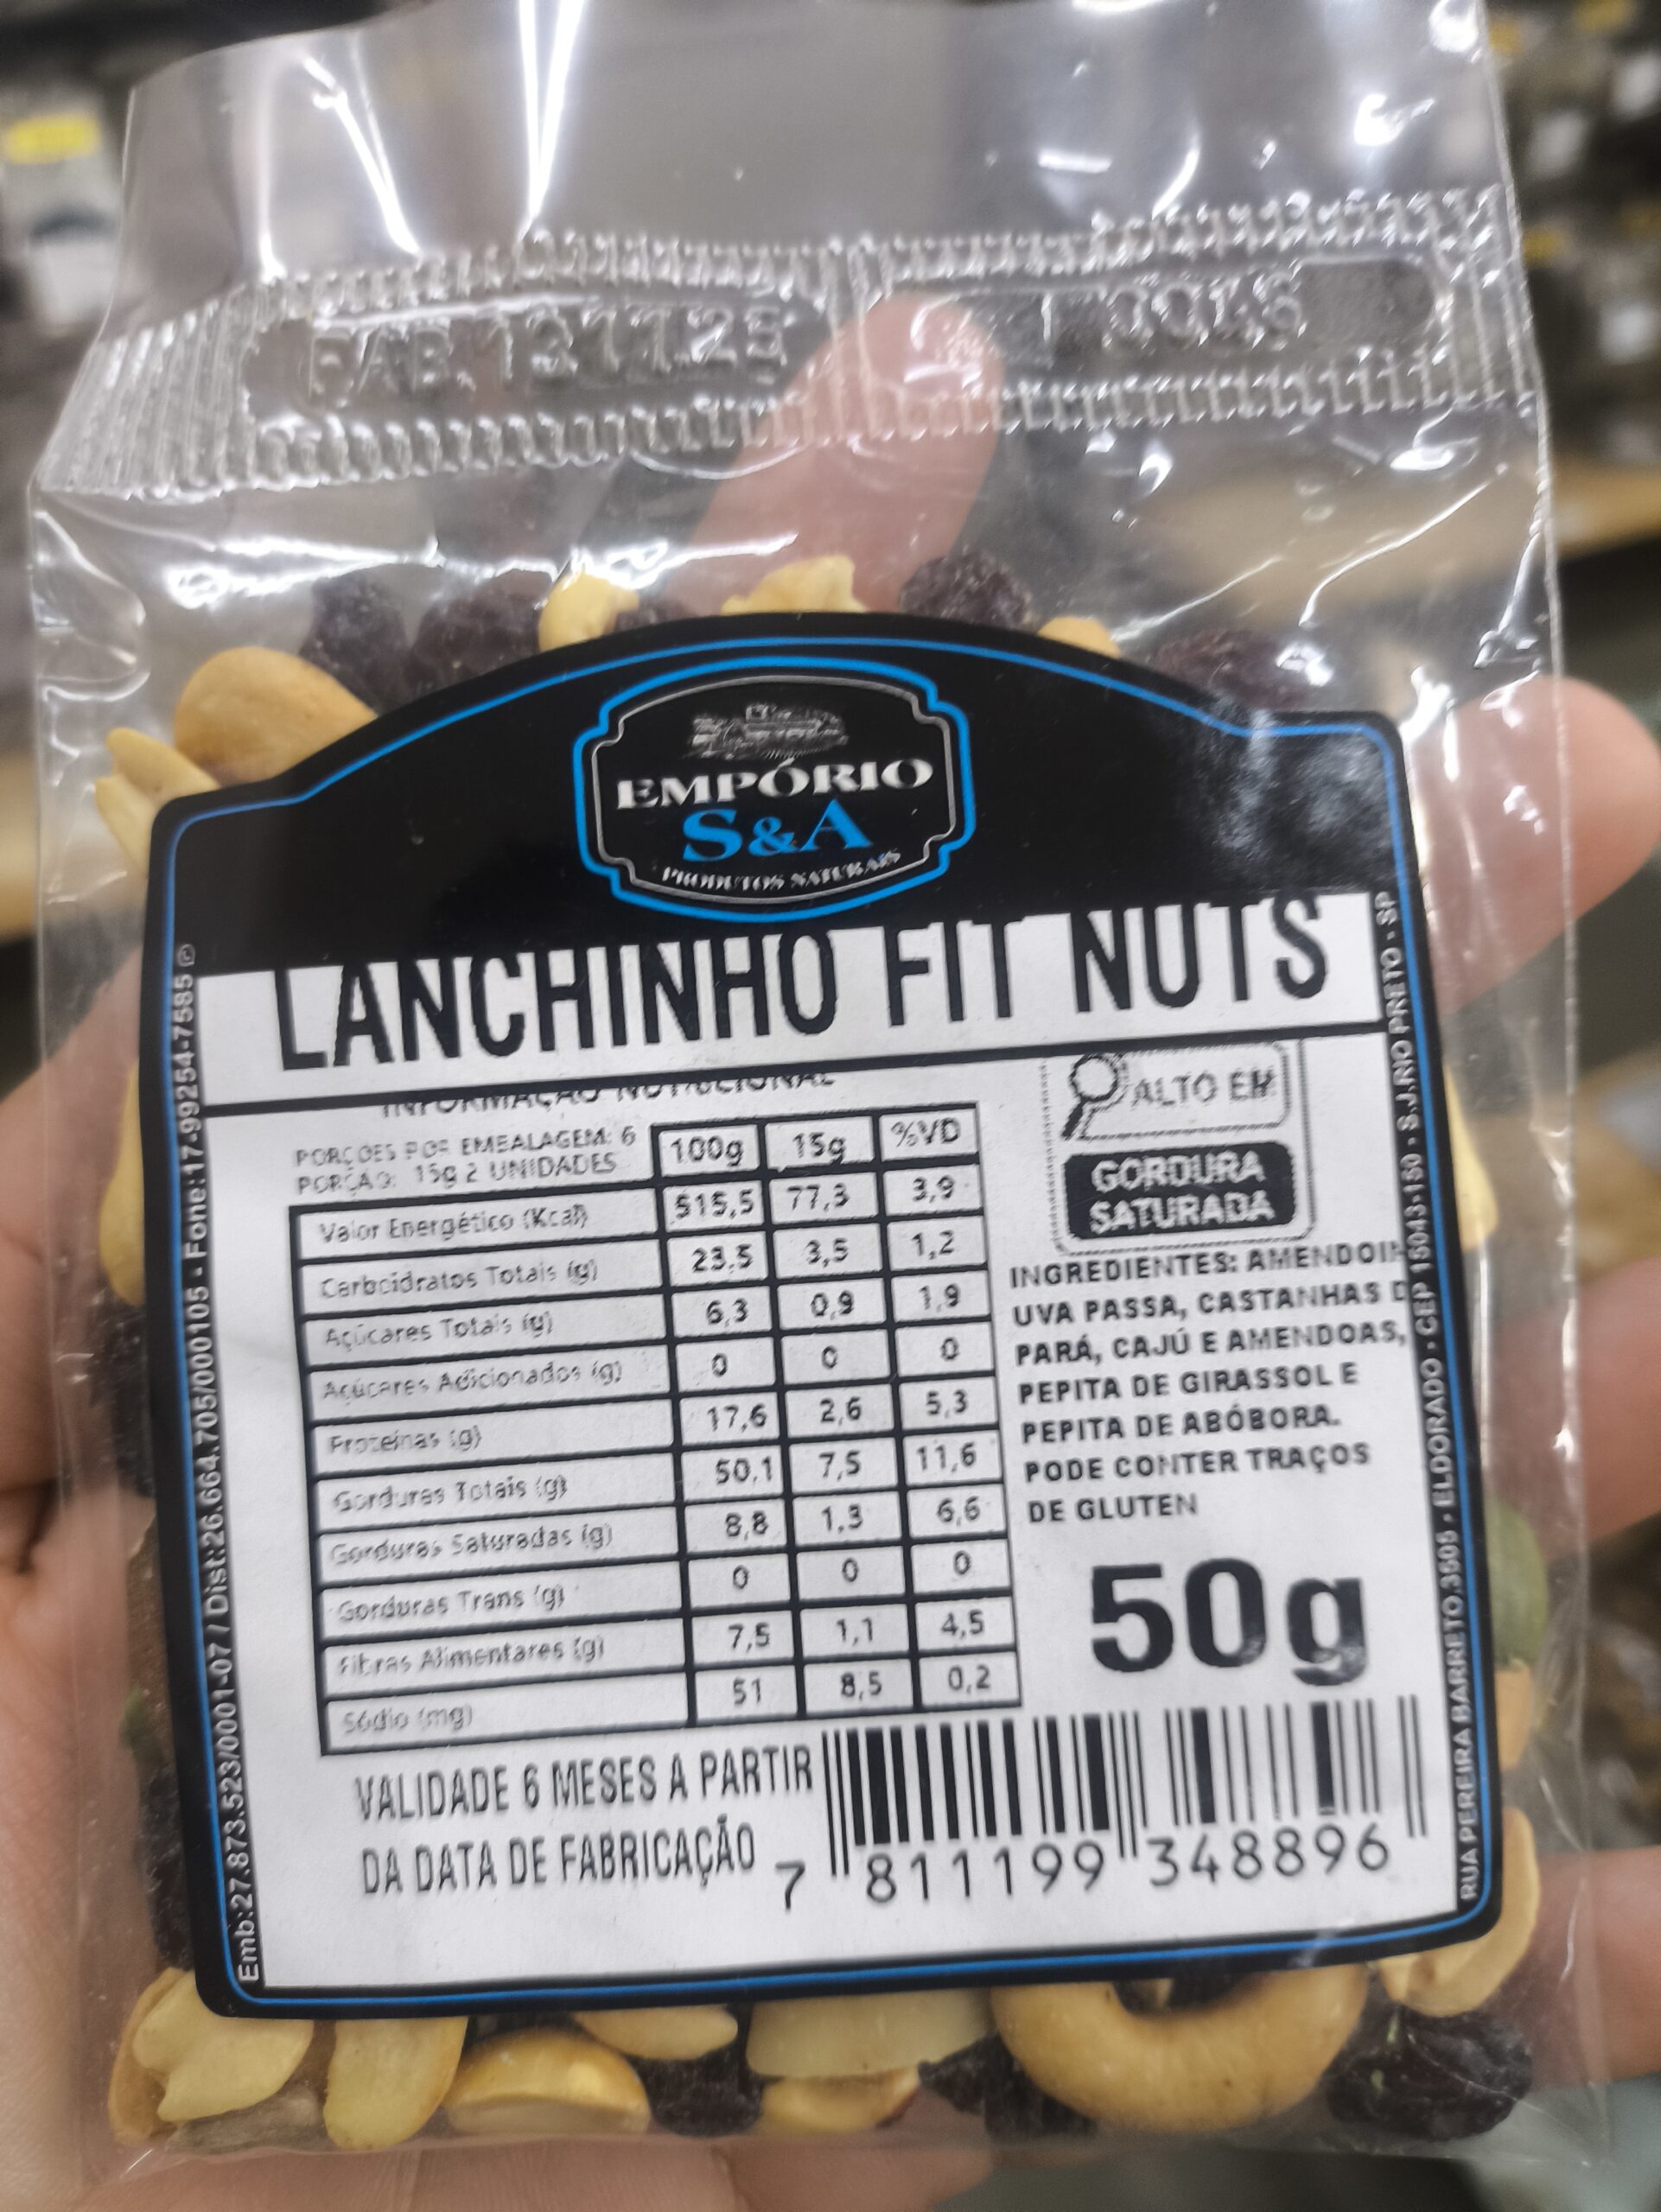 FAB. 131125
EMPÓRIO
S&A
PRODUTOS NATURAIS
LANCHINHO FIT NUTS
INFORMAÇÃO NUTRICIONAL
PORÇOES POR EMBALAGEM: 6
PORÇÃO: 15g 2 UNIDADES
100g 15g %VD
Valor Energético (Kcal) 515,5 77,3 3,9
Carboidratos Totais (g) 23,5 3,5 1,2
Açúcares Totais (g) 6,3 0,9 1,9
Açúcares Adicionados (g) 0 0 0
Proteínas (g) 17,6 2,6 5,3
Gorduras Totais (g) 50,1 7,5 11,6
Gorduras Saturadas (g) 8,8 1,3 6,6
Gorduras Trans (g) 0 0 0
Fibras Alimentares (g) 7,5 1,1 4,5
Sódio (mg) 51 8,5 0,2
ALTO EM
GORDURA
SATURADA
INGREDIENTES: AMENDOIM
UVA PASSA, CASTANHAS D
PARÁ, CAJÚ E AMENDOAS,
PEPITA DE GIRASSOL E
PEPITA DE ABÓBORA.
PODE CONTER TRAÇOS
DE GLUTEN
50g
VALIDADE 6 MESES A PARTIR
DA DATA DE FABRICAÇÃO
7 811199 348896
Emb:27.873.523/0001-07 / Dist:26.664.705/000105 - Fone:17-99254-7585
RUA PEREIRA BARRETO,3605 - ELDORADO - CEP 15043-150 - S.J.RIO PRETO - SP